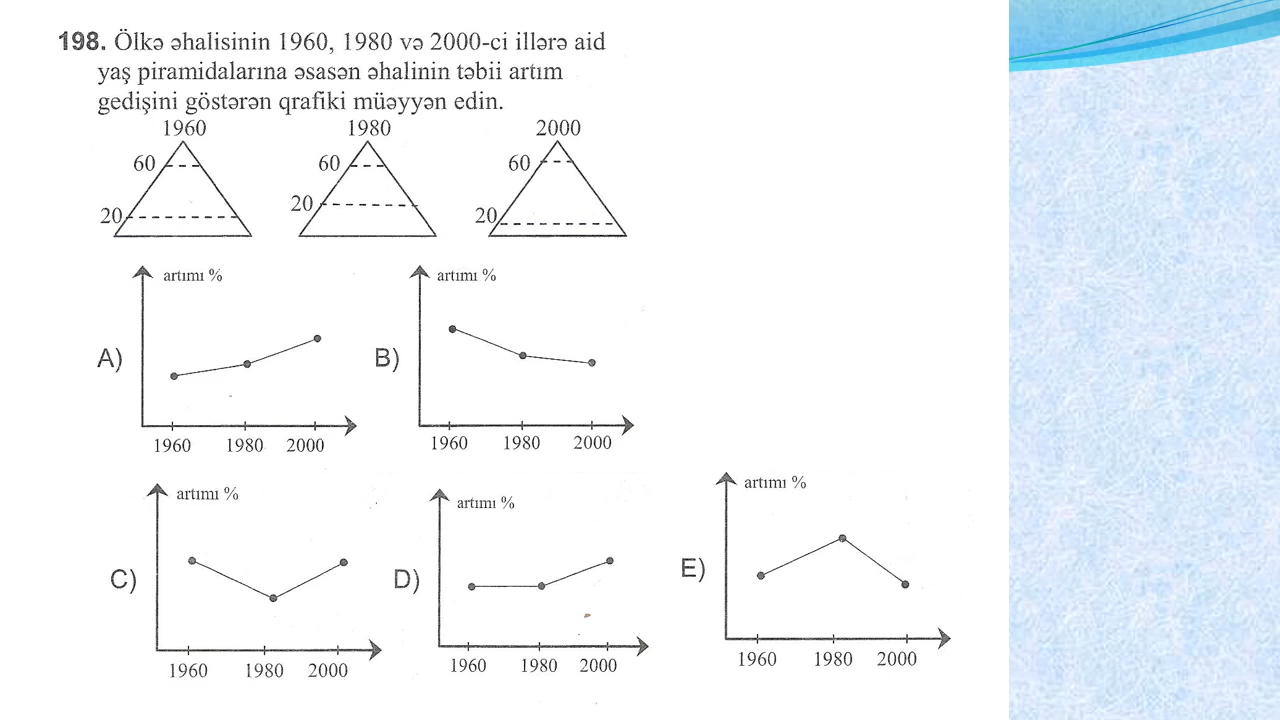 198. Ölkə əhalisinin 1960, 1980 və 2000-ci illərə aid
yaş piramidalarına əsasən əhalinin təbii artım
gedişini göstərən qrafiki müəyyən edin.
1960 1980 2000
60 60 60
20 20 20
artımı % artımı %
A) B)
1960 1980 2000 1960 1980 2000
artımı % artımı % artımı %
C) D) E)
1960 1980 2000 1960 1980 2000 1960 1980 2000